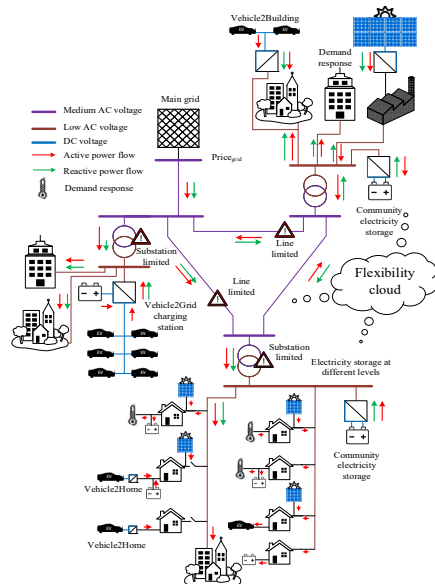 Vehicle2Building
Demand
response
Medium AC voltage
Low AC voltage
DC voltage
Active power flow
Reactive power flow
Demand response
Main grid
Price grid
Community
electricity
storage
Substation
limited
Line
limited
Flexibility
cloud
Line
limited
Vehicle2Grid
charging
station
Substation
limited
Electricity storage at
different levels
Vehicle2Home
Vehicle2Home
Community
electricity
storage